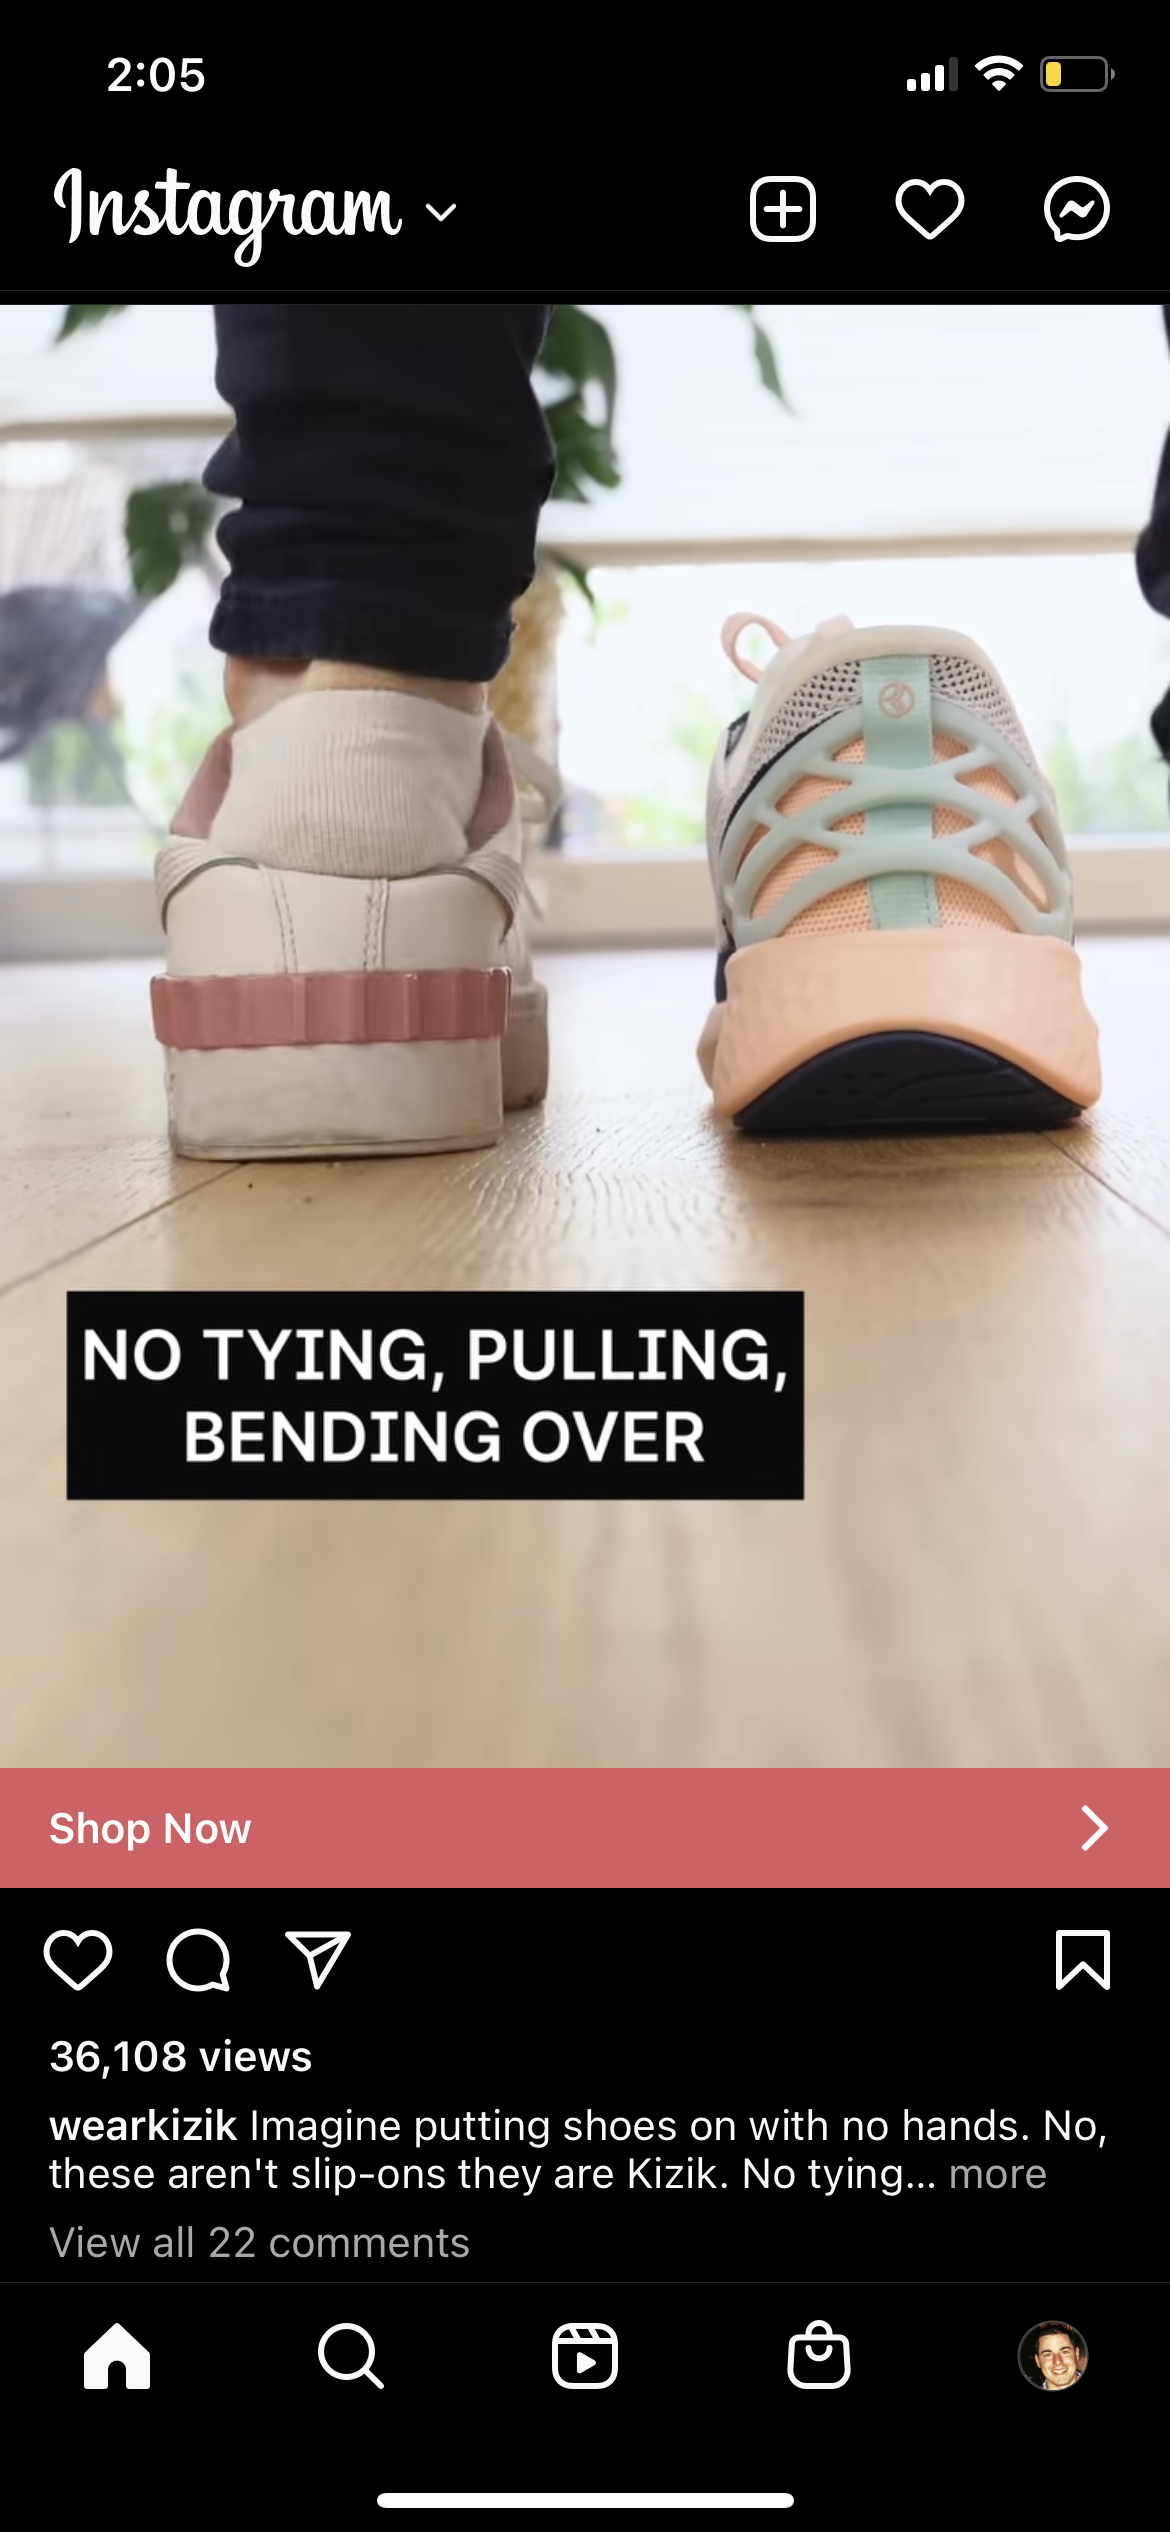 2:05
Instagram
NO TYING, PULLING,
BENDING OVER
Shop Now
36,108 views
wearkizik Imagine putting shoes on with no hands. No,
these aren't slip-ons they are Kizik. No tying... more
View all 22 comments